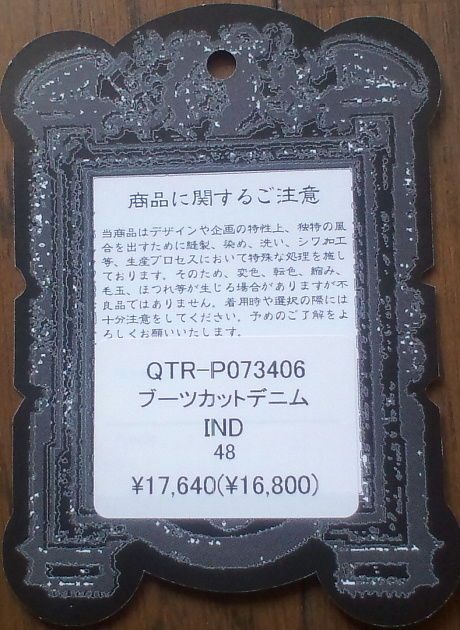 商品に関するご注意
当商品はデザインや企画の特性上、独特の風
合を出すために縫製、染め、洗い、シワ加工
等、生産プロセスにおいて特殊な処理を施し
ております。そのため、変色、転色、縮み、
毛玉、ほつれ等が生じる場合がありますが不
良品ではありません。着用時や選択の際には
十分注意をしてください。予めのご了解をよ
ろしくお願いいたします。
QTR-P073406
ブーツカットデニム
IND
48
¥17,640(¥16,800)